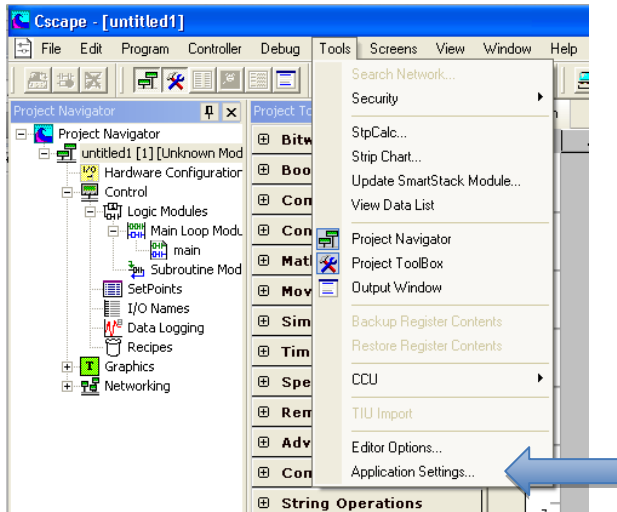 Cscape - [untitled1]
File Edit Program Controller Debug Tools Screens View Window Help
Project Navigator
Project To
Project Navigator
untitled1 [1] [Unknown Mod
Hardware Configuration
Control
Logic Modules
Main Loop Modu
main
Subroutine Mod
SetPoints
I/O Names
Data Logging
Recipes
T Graphics
Networking
Bitw
Boo
Con
Con
Mat
Mov
Sim
Tim
Spe
Rem
Adv
Con
String Operations
Search Network...
Security
StpCalc...
Strip Chart...
Update SmartStack Module...
View Data List
Project Navigator
Project ToolBox
Output Window
Backup Register Contents
Restore Register Contents
CCU
TIU Import
Editor Options...
Application Settings...